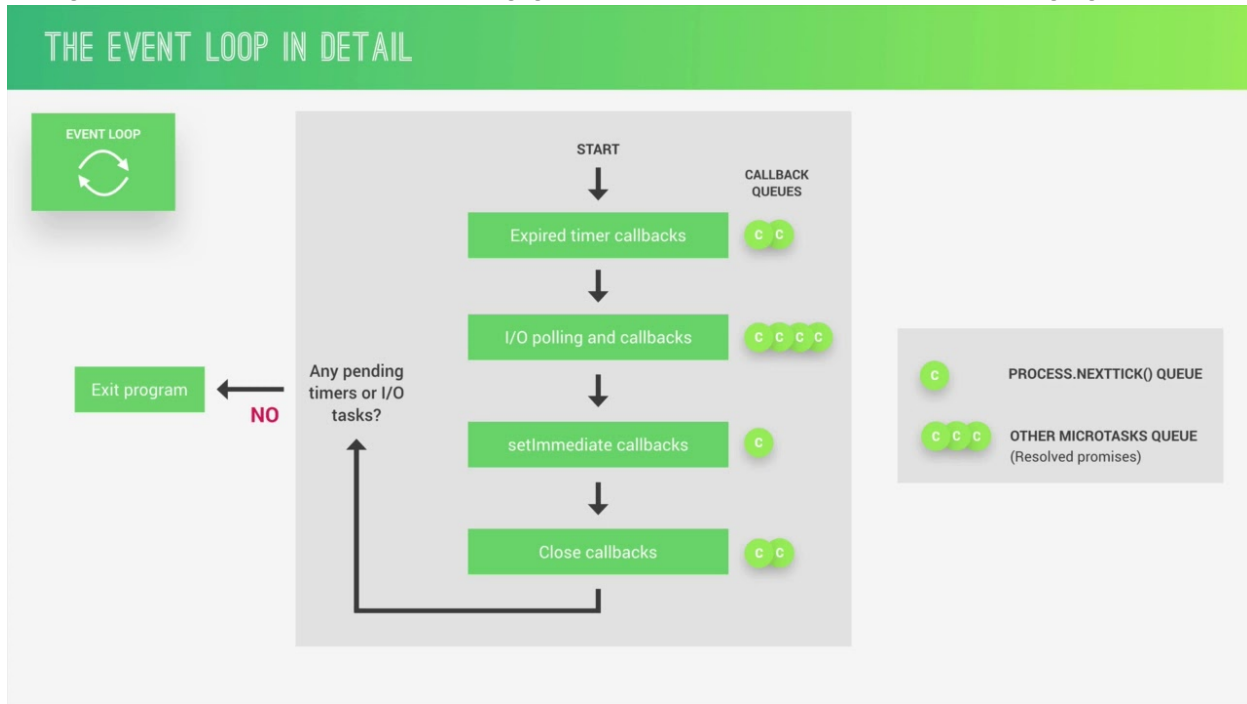 THE EVENT LOOP IN DETAIL
EVENT LOOP
START
CALLBACK
QUEUES
Expired timer callbacks
C C
I/O polling and callbacks
C C C C
Any pending
timers or I/O
tasks?
Exit program
NO
setImmediate callbacks
C
Close callbacks
C C
C
PROCESS.NEXTTICK() QUEUE
C C C
OTHER MICROTASKS QUEUE
(Resolved promises)